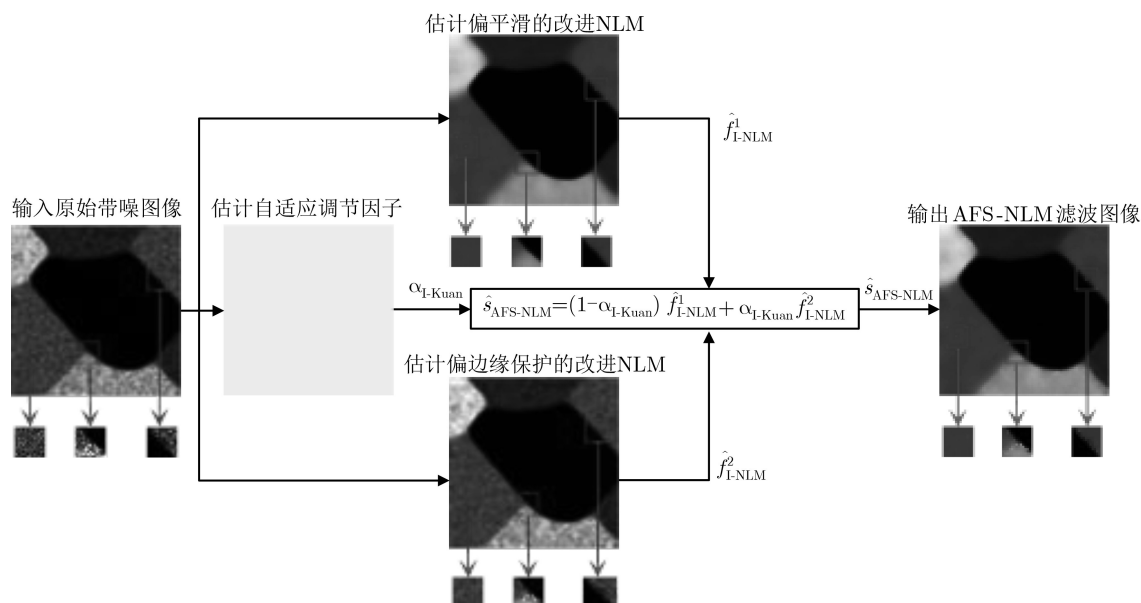 估计偏平滑的改进NLM
f̂¹I-NLM
输入原始带噪图像
估计自适应调节因子
输出AFS-NLM滤波图像
αI-Kuan
ŝAFS-NLM=(1−αI-Kuan) f̂¹I-NLM+αI-Kuan f̂²I-NLM
ŝAFS-NLM
估计偏边缘保护的改进NLM
f̂²I-NLM